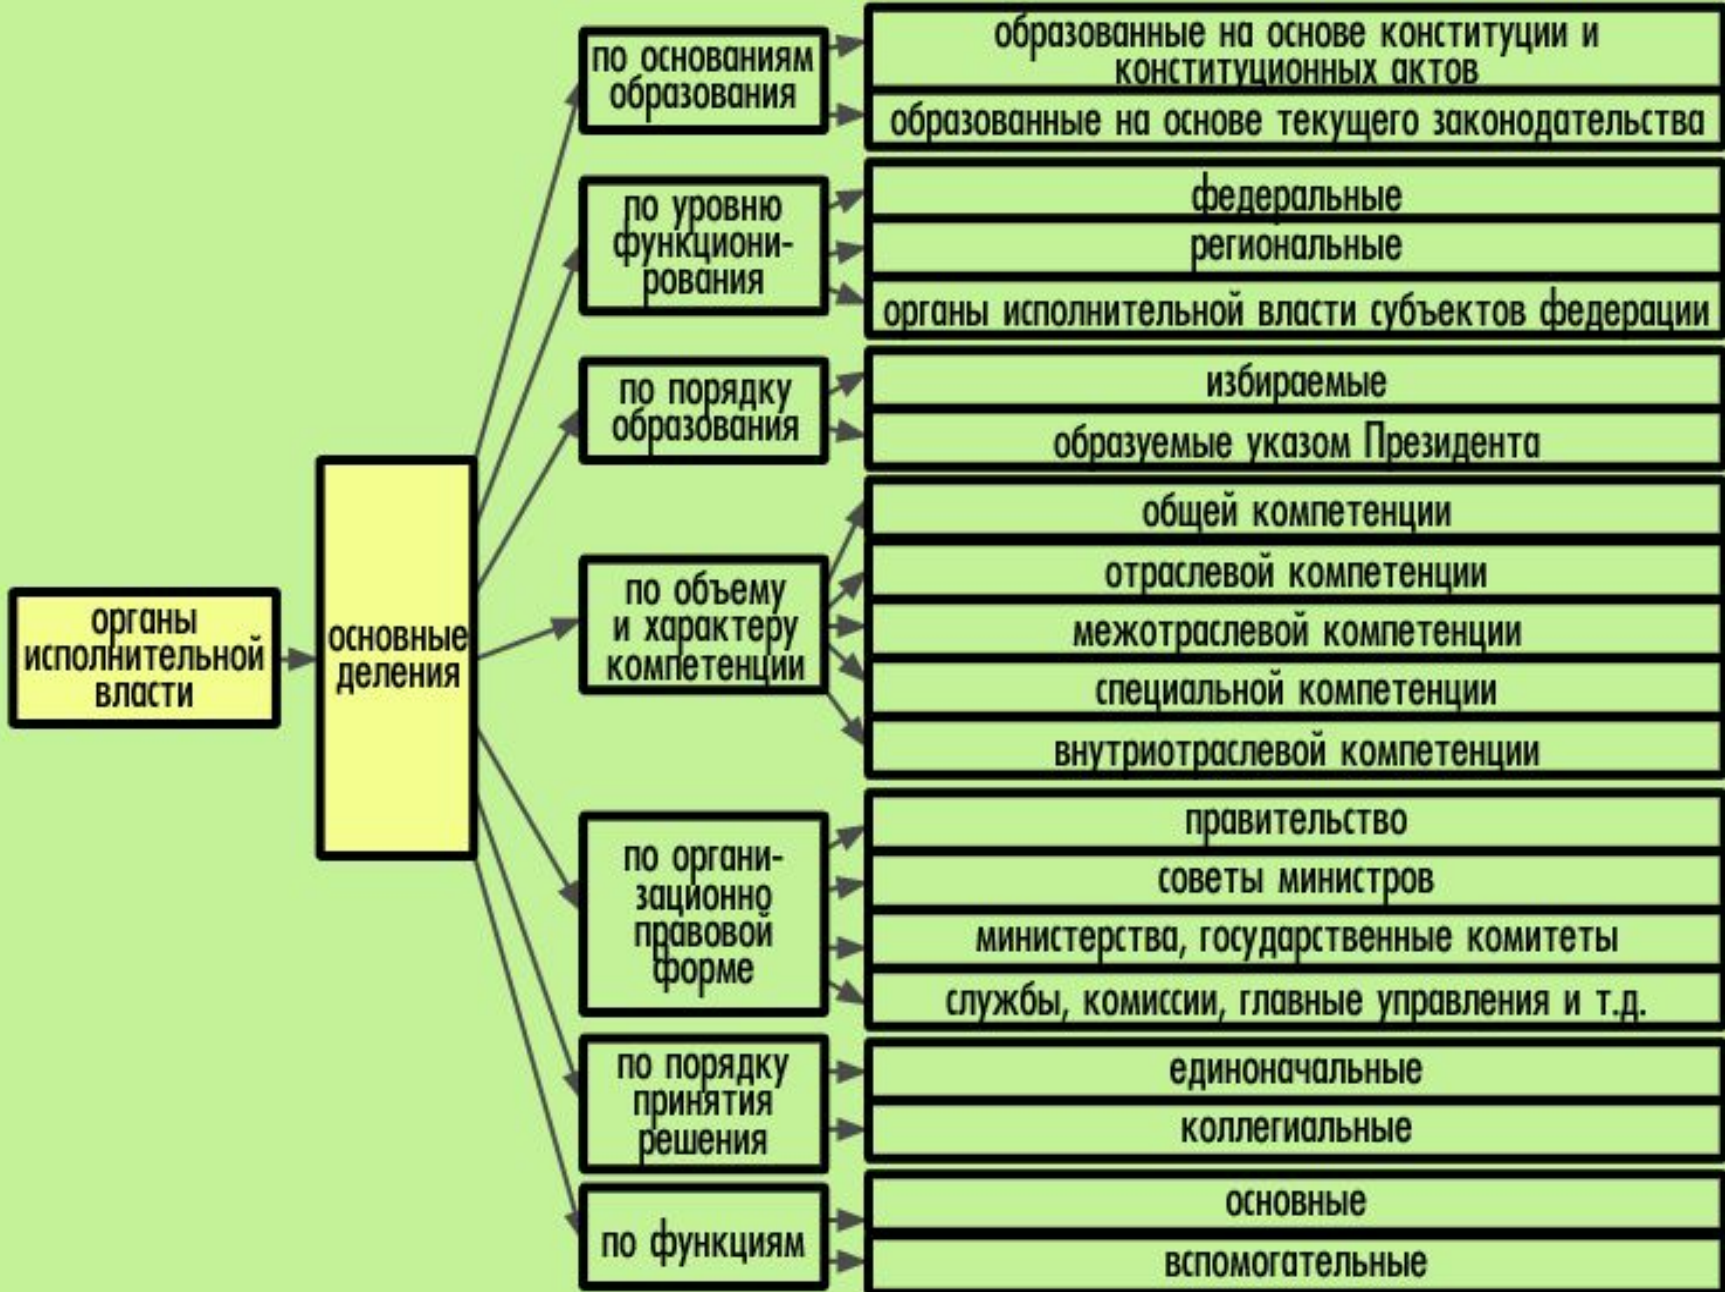 органы
исполнительной
власти
основные
деления
по основаниям
образования
образованные на основе конституции и
конституционных актов
образованные на основе текущего законодательства
по уровню
функциони-
рования
федеральные
региональные
органы исполнительной власти субъектов федерации
по порядку
образования
избираемые
образуемые указом Президента
по объему
и характеру
компетенции
общей компетенции
отраслевой компетенции
межотраслевой компетенции
специальной компетенции
внутриотраслевой компетенции
по органи-
зационно
правовой
форме
правительство
советы министров
министерства, государственные комитеты
службы, комиссии, главные управления и т.д.
по порядку
принятия
решения
единоначальные
коллегиальные
по функциям
основные
вспомогательные